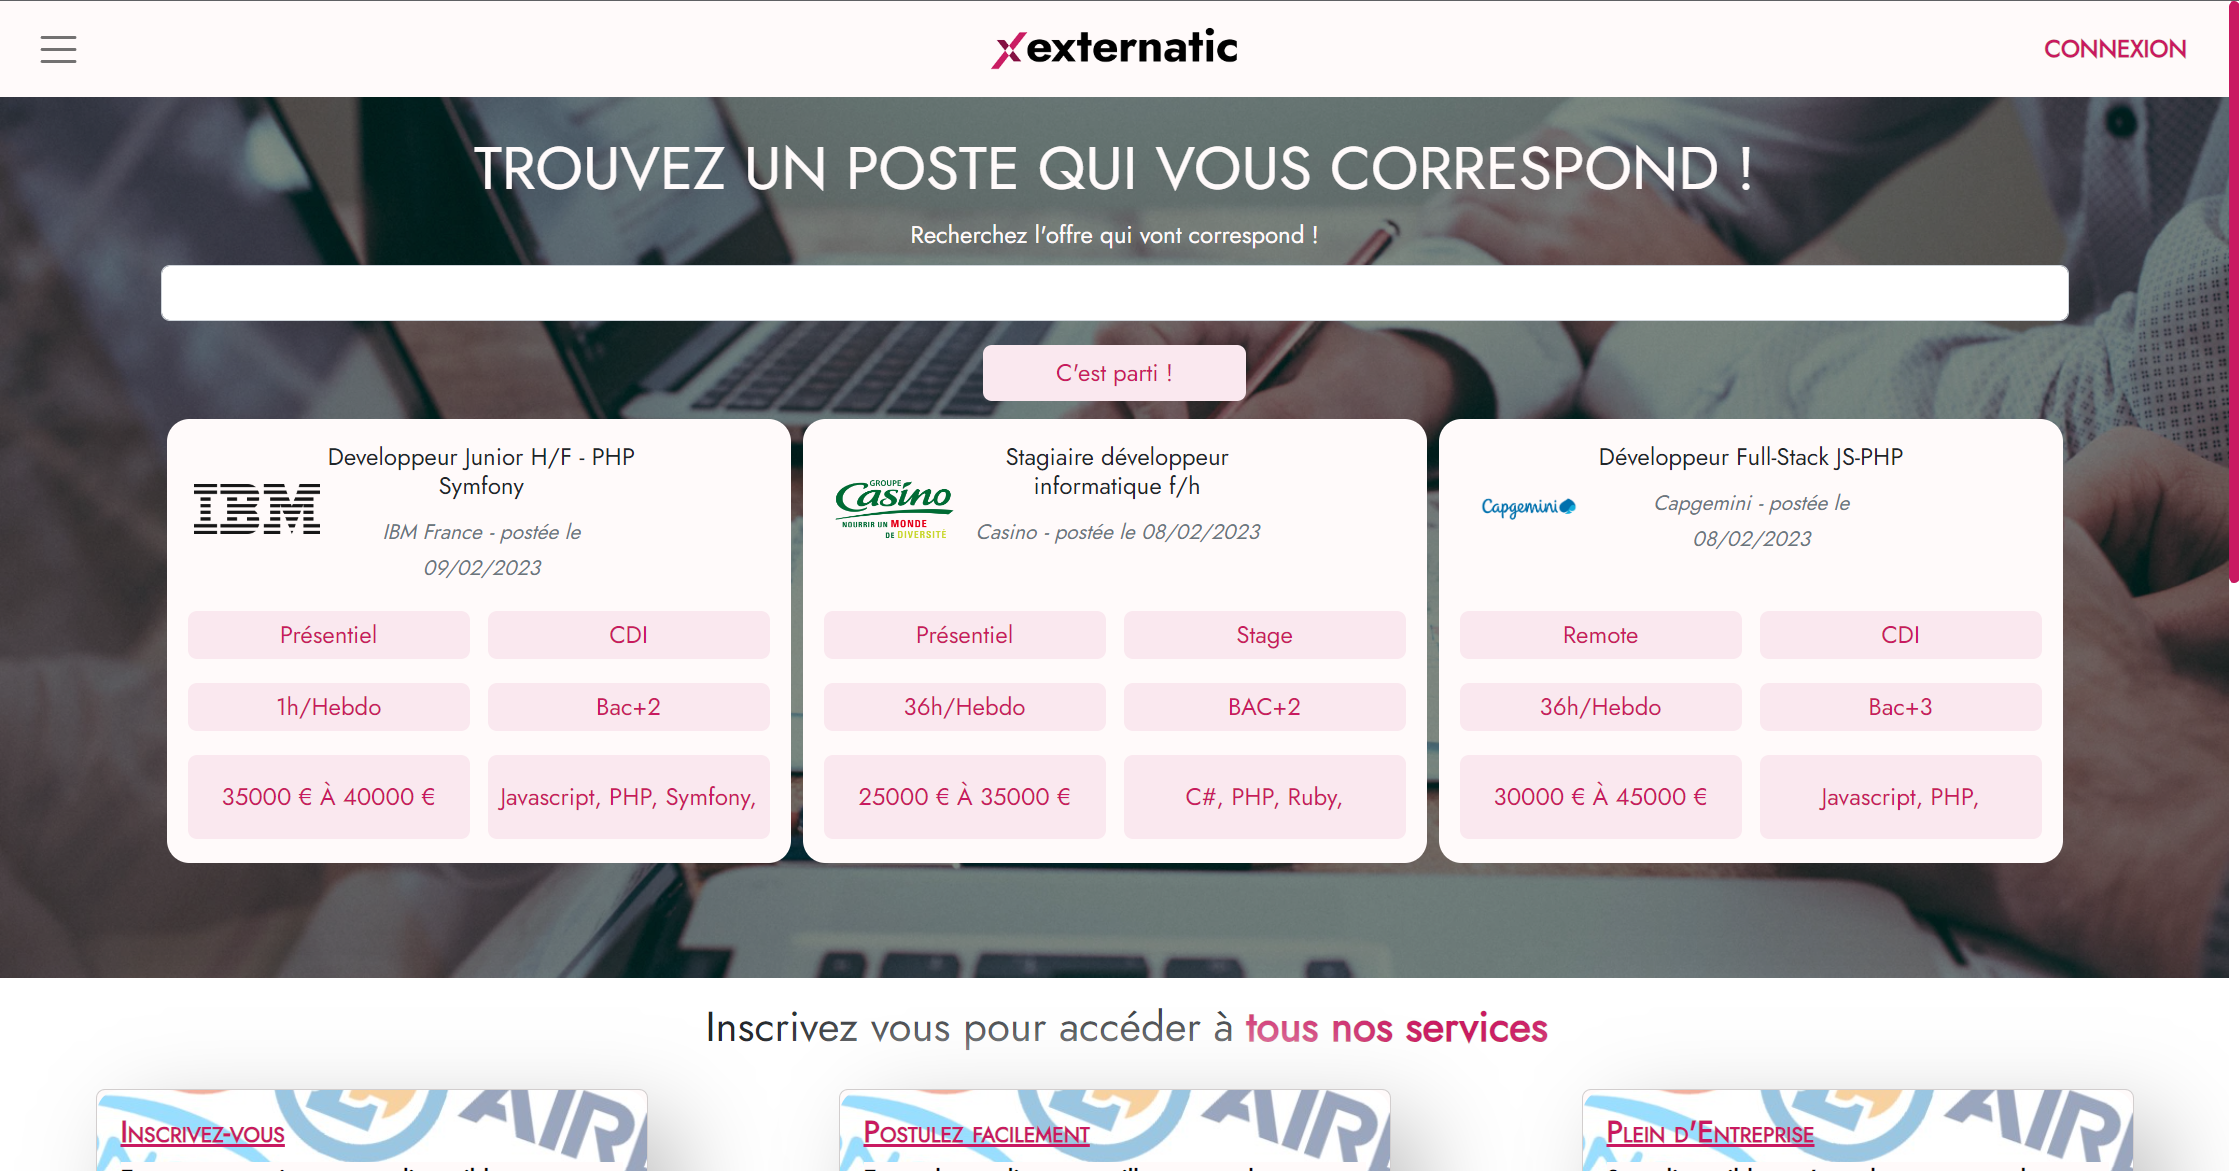 externatic
CONNEXION
TROUVEZ UN POSTE QUI VOUS CORRESPOND !
Recherchez l'offre qui vont correspond !
C'est parti !
IBM
Developpeur Junior H/F - PHP
Symfony
IBM France - postée le
09/02/2023
Présentiel
CDI
1h/Hebdo
Bac+2
35000 € À 40000 €
Javascript, PHP, Symfony,
GROUPE
Casino
NOURRIR UN MONDE
DE DIVERSITÉ
Stagiaire développeur
informatique f/h
Casino - postée le 08/02/2023
Présentiel
Stage
36h/Hebdo
BAC+2
25000 € À 35000 €
C#, PHP, Ruby,
Capgemini
Développeur Full-Stack JS-PHP
Capgemini - postée le
08/02/2023
Remote
CDI
36h/Hebdo
Bac+3
30000 € À 45000 €
Javascript, PHP,
Inscrivez vous pour accéder à tous nos services
AIR
INSCRIVEZ-VOUS
AIR
POSTULEZ FACILEMENT
AIR
PLEIN D'ENTREPRISE